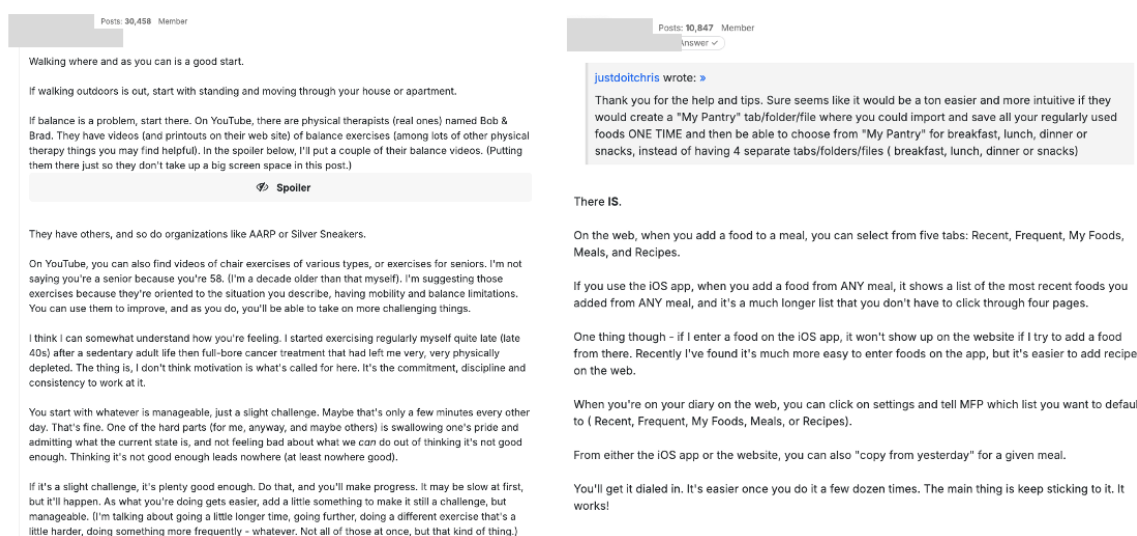 Posts: 30,458 Member
Walking where and as you can is a good start.
If walking outdoors is out, start with standing and moving through your house or apartment.
If balance is a problem, start there. On YouTube, there are physical therapists (real ones) named Bob &
Brad. They have videos (and printouts on their web site) of balance exercises (among lots of other physical
therapy things you may find helpful). In the spoiler below, I'll put a couple of their balance videos. (Putting
them there just so they don't take up a big screen space in this post.)
Spoiler
They have others, and so do organizations like AARP or Silver Sneakers.
On YouTube, you can also find videos of chair exercises of various types, or exercises for seniors. I'm not
saying you're a senior because you're 58. (I'm a decade older than that myself). I'm suggesting those
exercises because they're oriented to the situation you describe, having mobility and balance limitations.
You can use them to improve, and as you do, you'll be able to take on more challenging things.
I think I can somewhat understand how you're feeling. I started exercising regularly myself quite late (late
40s) after a sedentary adult life then full-bore cancer treatment that had left me very, very physically
depleted. The thing is, I don't think motivation is what's called for here. It's the commitment, discipline and
consistency to work at it.
You start with whatever is manageable, just a slight challenge. Maybe that's only a few minutes every other
day. That's fine. One of the hard parts (for me, anyway, and maybe others) is swallowing one's pride and
admitting what the current state is, and not feeling bad about what we can do out of thinking it's not good
enough. Thinking it's not good enough leads nowhere (at least nowhere good).
If it's a slight challenge, it's plenty good enough. Do that, and you'll make progress. It may be slow at first,
but it'll happen. As what you're doing gets easier, add a little something to make it still a challenge, but
manageable. (I'm talking about going a little longer time, going further, doing a different exercise that's a
little harder, doing something more frequently - whatever. Not all of those at once, but that kind of thing.)
Posts: 10,847 Member
Answer ✓
justdoitchris wrote: »
Thank you for the help and tips. Sure seems like it would be a ton easier and more intuitive if they
would create a "My Pantry" tab/folder/file where you could import and save all your regularly used
foods ONE TIME and then be able to choose from "My Pantry" for breakfast, lunch, dinner or
snacks, instead of having 4 separate tabs/folders/files ( breakfast, lunch, dinner or snacks)
There IS.
On the web, when you add a food to a meal, you can select from five tabs: Recent, Frequent, My Foods,
Meals, and Recipes.
If you use the iOS app, when you add a food from ANY meal, it shows a list of the most recent foods you
added from ANY meal, and it's a much longer list that you don't have to click through four pages.
One thing though - if I enter a food on the iOS app, it won't show up on the website if I try to add a food
from there. Recently I've found it's much more easy to enter foods on the app, but it's easier to add recipe
on the web.
When you're on your diary on the web, you can click on settings and tell MFP which list you want to defaul
to ( Recent, Frequent, My Foods, Meals, or Recipes).
From either the iOS app or the website, you can also "copy from yesterday" for a given meal.
You'll get it dialed in. It's easier once you do it a few dozen times. The main thing is keep sticking to it. It
works!